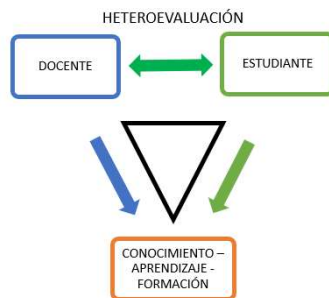 HETEROEVALUACIÓN
DOCENTE
ESTUDIANTE
CONOCIMIENTO –
APRENDIZAJE -
FORMACIÓN